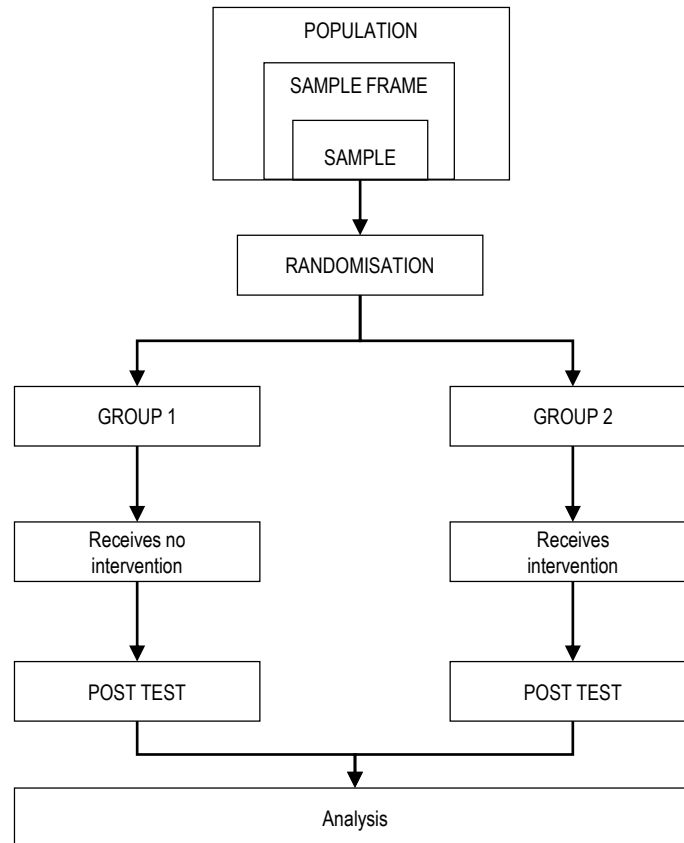 POPULATION
SAMPLE FRAME
SAMPLE
RANDOMISATION
GROUP 1
GROUP 2
Receives no
intervention
Receives
intervention
POST TEST
POST TEST
Analysis